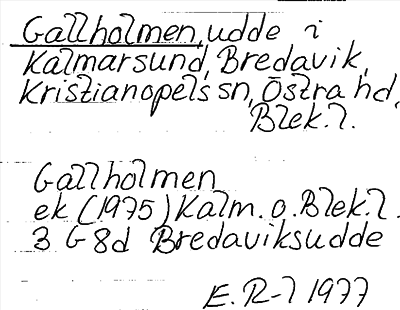 Gallholmen, udde i
Kalmarsund, Bredavik,
Kristianopels sn, Östra hd,
Blek. l.
Gallholmen
ek (1975) Kalm. o. Blek. l.
3 G 8d Bredaviksudde
E. R-l 1977